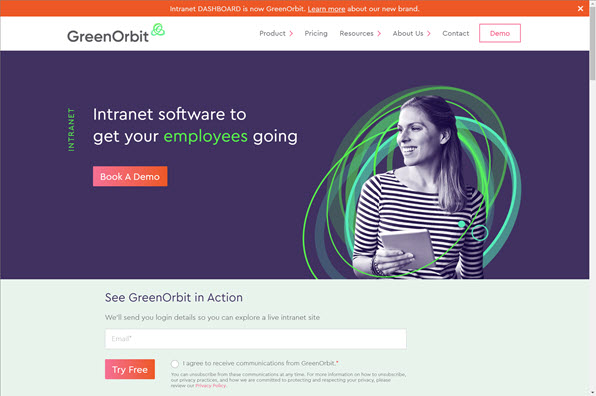 Intranet DASHBOARD is now GreenOrbit. Learn more about our new brand. ×
GreenOrbit
Product Pricing Resources About Us Contact Demo
INTRANET
Intranet software to
get your employees going
Book A Demo
See GreenOrbit in Action
We'll send you login details so you can explore a live intranet site
Email*
Try Free
I agree to receive communications from GreenOrbit.*
You can unsubscribe from these communications at any time. For more information on how to unsubscribe,
our privacy practices, and how we are committed to protecting and respecting your privacy, please
review our Privacy Policy.